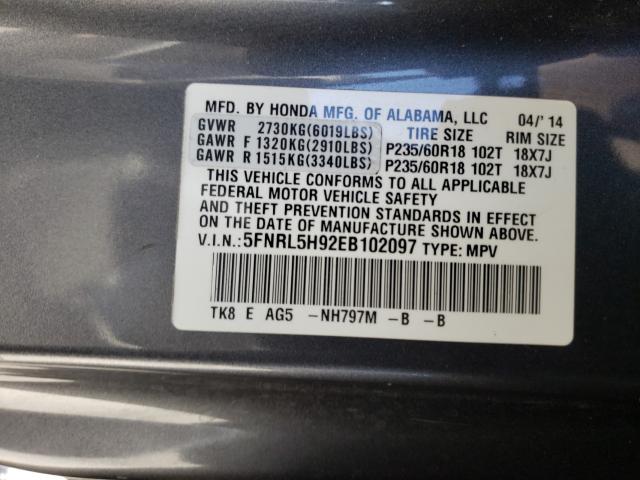 MFD. BY HONDA MFG. OF ALABAMA, LLC 04/'14
GVWR 2730KG(6019LBS) TIRE SIZE RIM SIZE
GAWR F 1320KG(2910LBS) P235/60R18 102T 18X7J
GAWR R 1515KG(3340LBS) P235/60R18 102T 18X7J
THIS VEHICLE CONFORMS TO ALL APPLICABLE
FEDERAL MOTOR VEHICLE SAFETY
AND THEFT PREVENTION STANDARDS IN EFFECT
ON THE DATE OF MANUFACTURE SHOWN ABOVE.
V.I.N.: 5FNRL5H92EB102097 TYPE: MPV
TK8 E AG5 -NH797M -B -B